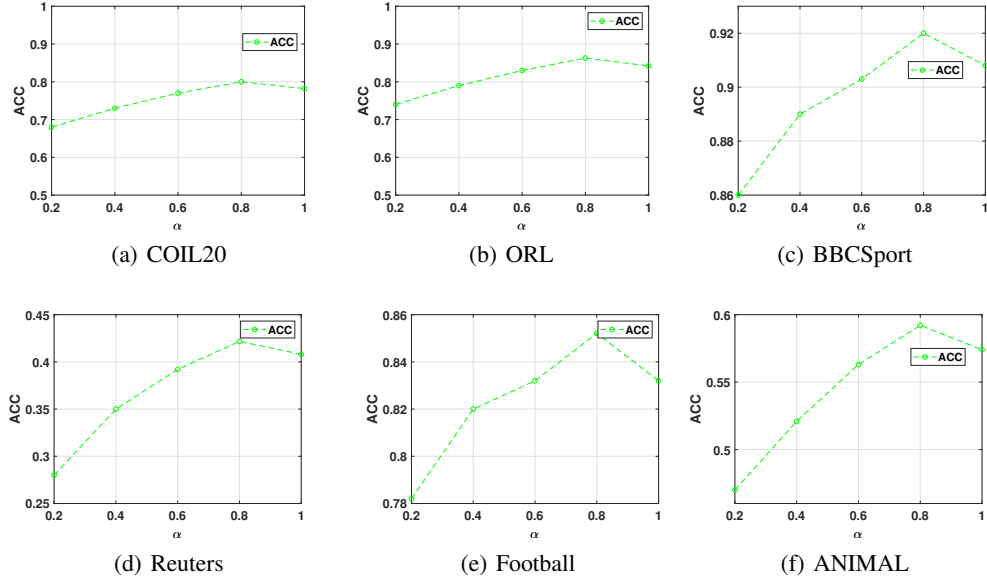 1
0.9
0.8
0.7
0.6
0.5
ACC
ACC
0.2 0.4 0.6 0.8 1
α
(a) COIL20
1
0.9
0.8
0.7
0.6
0.5
ACC
ACC
0.2 0.4 0.6 0.8 1
α
(b) ORL
0.92
0.9
0.88
0.86
ACC
ACC
0.2 0.4 0.6 0.8 1
α
(c) BBCSport
0.45
0.4
0.35
0.3
0.25
ACC
ACC
0.2 0.4 0.6 0.8 1
α
(d) Reuters
0.86
0.84
0.82
0.8
0.78
ACC
ACC
0.2 0.4 0.6 0.8 1
α
(e) Football
0.6
0.55
0.5
ACC
ACC
0.2 0.4 0.6 0.8 1
α
(f) ANIMAL